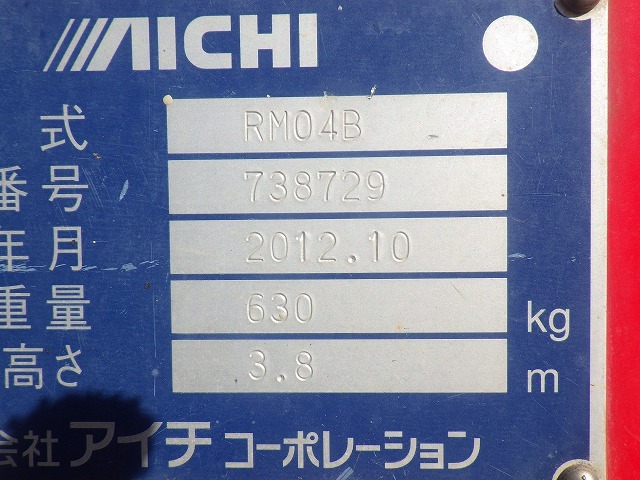 AICHI
式 RM04B
番号 738729
年月 2012.10
重量 630 kg
高さ 3.8 m
会社 アイチ コーポレーション